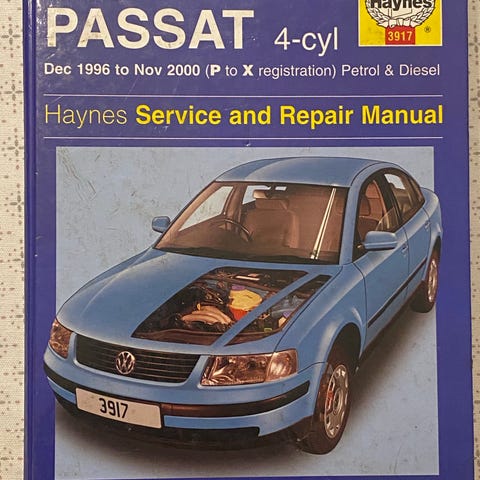 PASSAT 4-cyl
Haynes
3917
®
Dec 1996 to Nov 2000 (P to X registration) Petrol & Diesel
Haynes Service and Repair Manual
3917